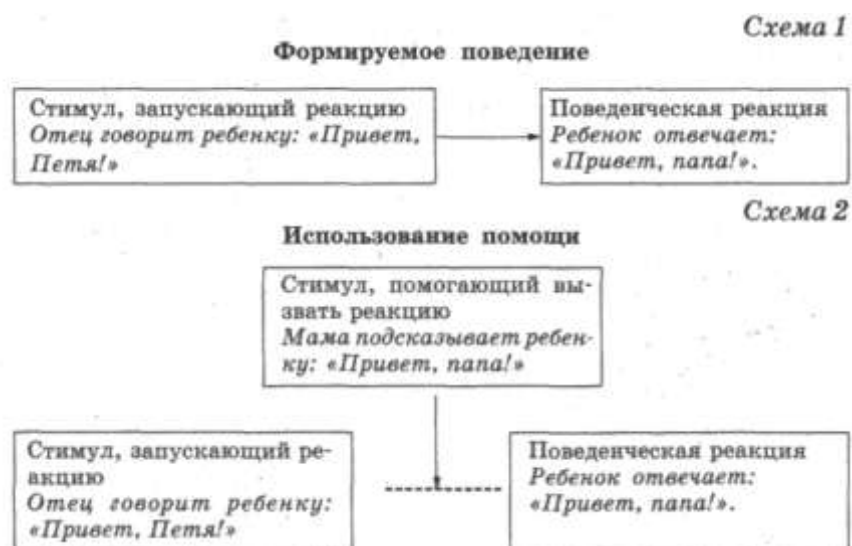 Схема 1
Формируемое поведение
Стимул, запускающий реакцию
Отец говорит ребенку: «Привет,
Петя!»
Поведенческая реакция
Ребенок отвечает:
«Привет, папа!».
Схема 2
Использование помощи
Стимул, помогающий вы-
звать реакцию
Мама подсказывает ребен-
ку: «Привет, папа!»
Стимул, запускающий ре-
акцию
Отец говорит ребенку:
«Привет, Петя!»
Поведенческая реакция
Ребенок отвечает:
«Привет, папа!».